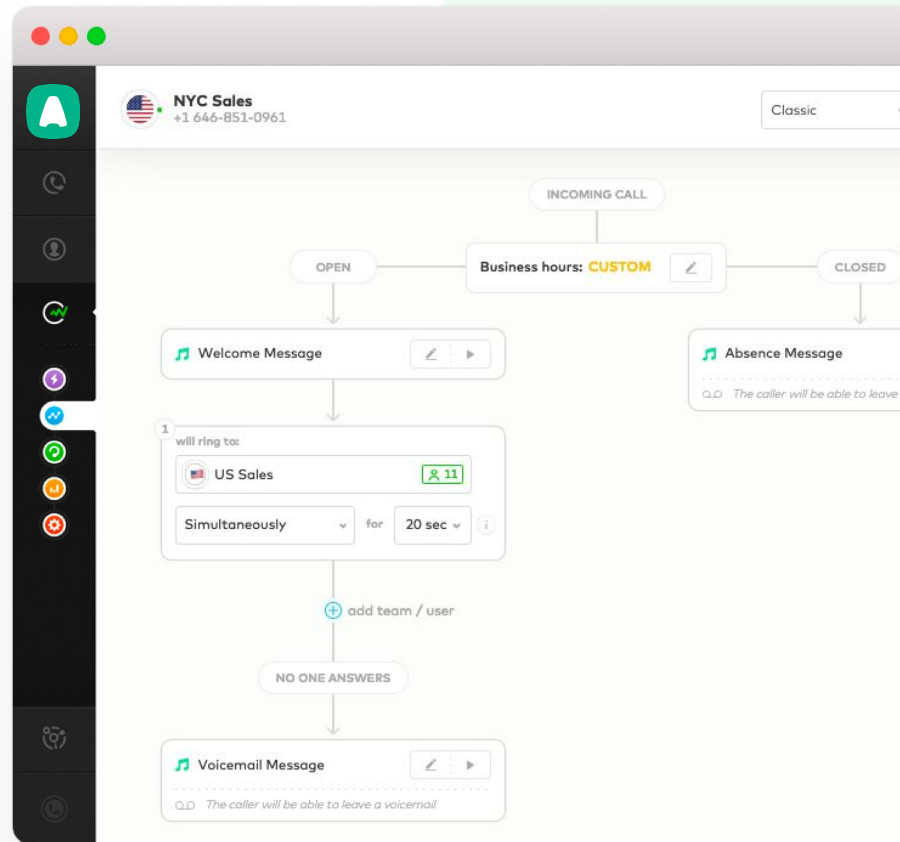 NYC Sales
+1 646-851-0961
Classic
INCOMING CALL
OPEN
Business hours: CUSTOM
CLOSED
Welcome Message
Absence Message
The caller will be able to leave
1
will ring to:
US Sales
11
Simultaneously
for
20 sec
i
add team / user
NO ONE ANSWERS
Voicemail Message
The caller will be able to leave a voicemail